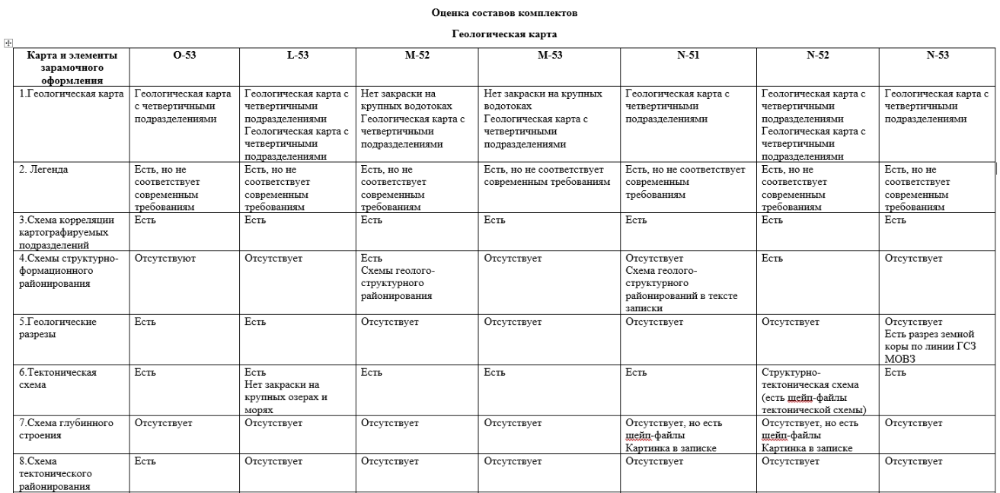 Оценка составов комплектов
Геологическая карта
Карта и элементы
зарамочного
оформления
O-53
L-53
M-52
M-53
N-51
N-52
N-53
1.Геологическая карта
Геологическая карта
с четвертичными
подразделениями
Геологическая карта с
четвертичными
подразделениями
Геологическая карта с
четвертичными
подразделениями
Нет закраски на
крупных водотоках
Геологическая карта с
четвертичными
подразделениями
Нет закраски на крупных
водотоках
Геологическая карта с
четвертичными
подразделениями
Геологическая карта с
четвертичными
подразделениями
Геологическая карта с
четвертичными
подразделениями
Геологическая карта с
четвертичными
подразделениями
Геологическая карта с
четвертичными
подразделениями
2. Легенда
Есть, но не
соответствует
современным
требованиям
Есть, но не
соответствует
современным
требованиям
Есть, но не
соответствует
современным
требованиям
Есть, но не соответствует
современным требованиям
Есть, но не соответствует
современным
требованиям
Есть, но не
соответствует
современным
требованиям
Есть, но не
соответствует
современным
требованиям
3.Схема корреляции
картографируемых
подразделений
Есть
Есть
Есть
Есть
Есть
Есть
Есть
4.Схемы структурно-
формационного
районирования
Отсутствуют
Отсутствует
Есть
Схемы геолого-
структурного
районирования
Отсутствует
Отсутствует
Схема геолого-
структурного
районирований в тексте
записки
Есть
Отсутствует
5.Геологические
разрезы
Есть
Есть
Отсутствует
Отсутствует
Отсутствует
Отсутствует
Отсутствует
Есть разрез земной
коры по линии ГСЗ
МОВЗ
6.Тектоническая
схема
Есть
Есть
Нет закраски на
крупных озерах и
морях
Есть
Есть
Есть
Структурно-
тектоническая схема
(есть шейп-файлы
тектонической схемы)
Есть
7.Схема глубинного
строения
Отсутствует
Отсутствует
Отсутствует
Отсутствует
Отсутствует, но есть
шейп-файлы
Картинка в записке
Отсутствует, но есть
шейп-файлы
Картинка в записке
Отсутствует
8.Схема
тектонического
районирования
Есть
Отсутствует
Отсутствует
Отсутствует
Отсутствует
Отсутствует
Отсутствует